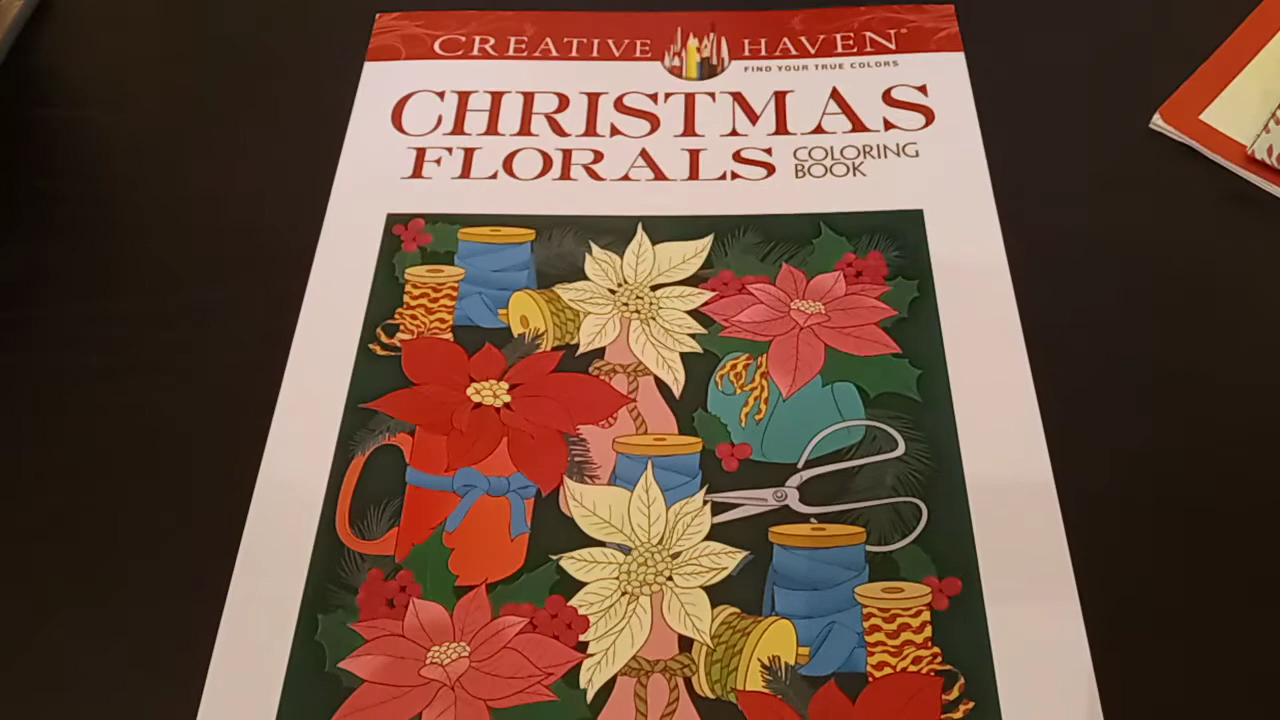 CREATIVE HAVEN®
FIND YOUR TRUE COLORS
CHRISTMAS
FLORALS
COLORING
BOOK